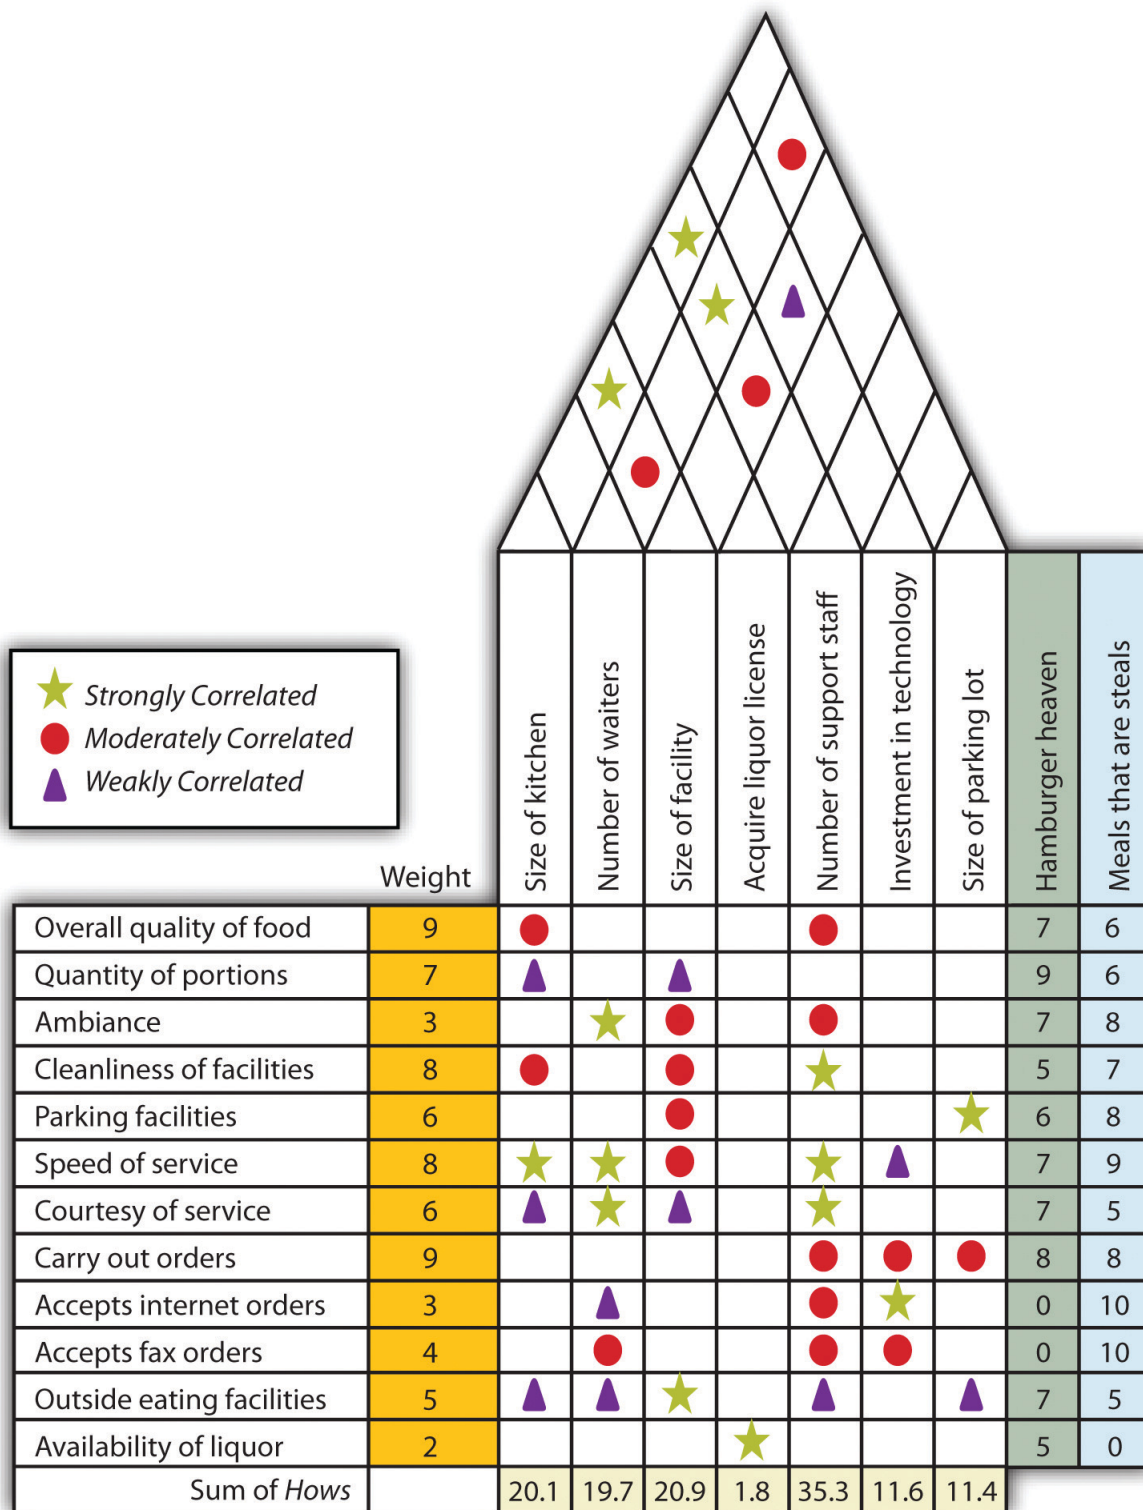 Strongly Correlated
Moderately Correlated
Weakly Correlated
Weight
Size of kitchen
Number of waiters
Size of facility
Acquire liquor license
Number of support staff
Investment in technology
Size of parking lot
Hamburger heaven
Meals that are steals
Overall quality of food 9 7 6
Quantity of portions 7 9 6
Ambiance 3 7 8
Cleanliness of facilities 8 5 7
Parking facilities 6 6 8
Speed of service 8 7 9
Courtesy of service 6 7 5
Carry out orders 9 8 8
Accepts internet orders 3 0 10
Accepts fax orders 4 0 10
Outside eating facilities 5 7 5
Availability of liquor 2 5 0
Sum of Hows 20.1 19.7 20.9 1.8 35.3 11.6 11.4